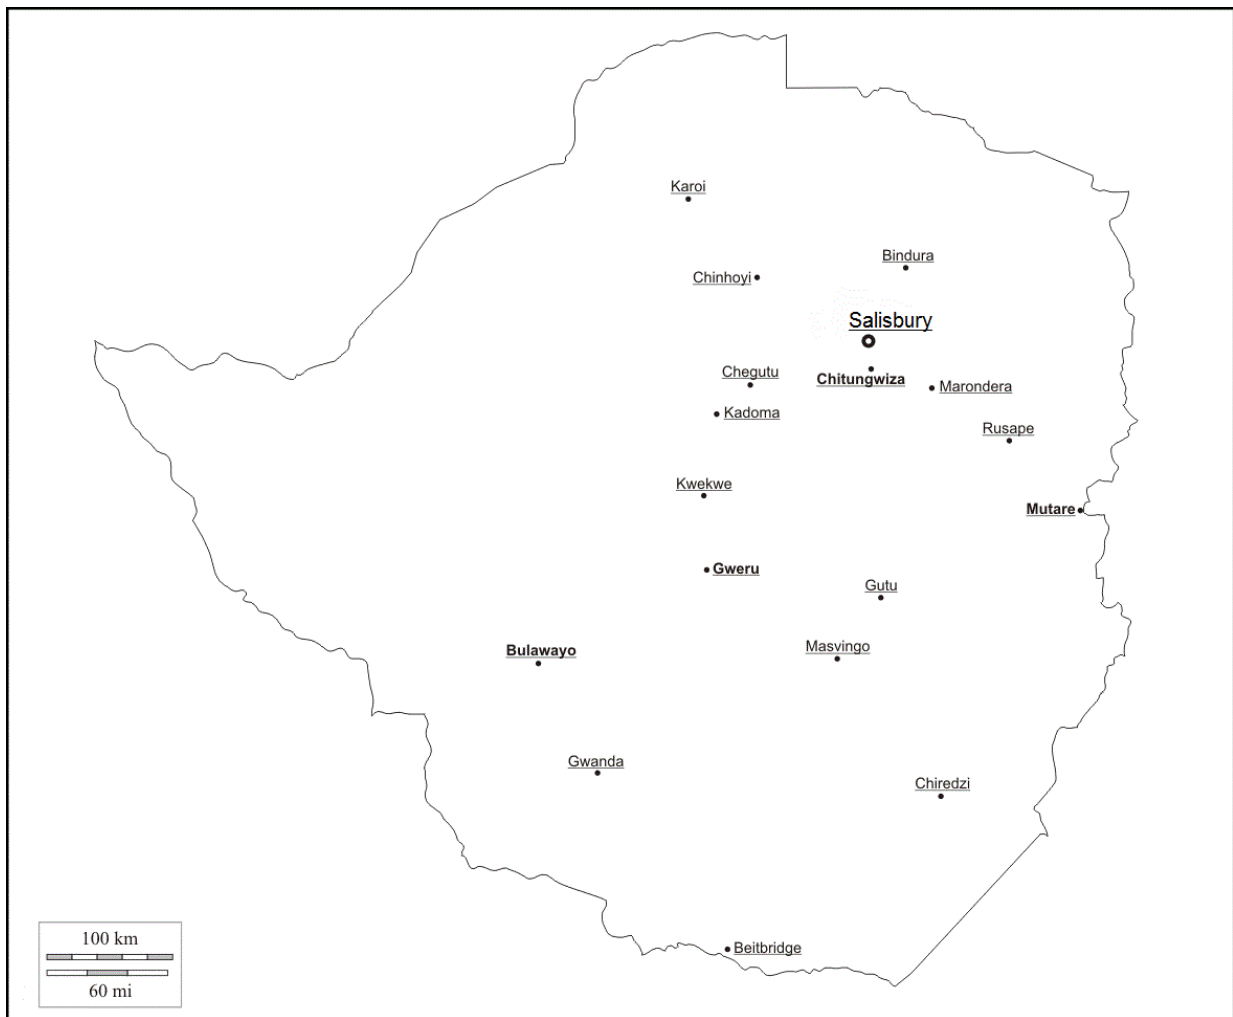 Karoi
Bindura
Chinhoyi
Salisbury
Chegutu
Chitungwiza
Marondera
Kadoma
Rusape
Kwekwe
Mutare
Gweru
Gutu
Bulawayo
Masvingo
Gwanda
Chiredzi
Beitbridge
100 km
60 mi